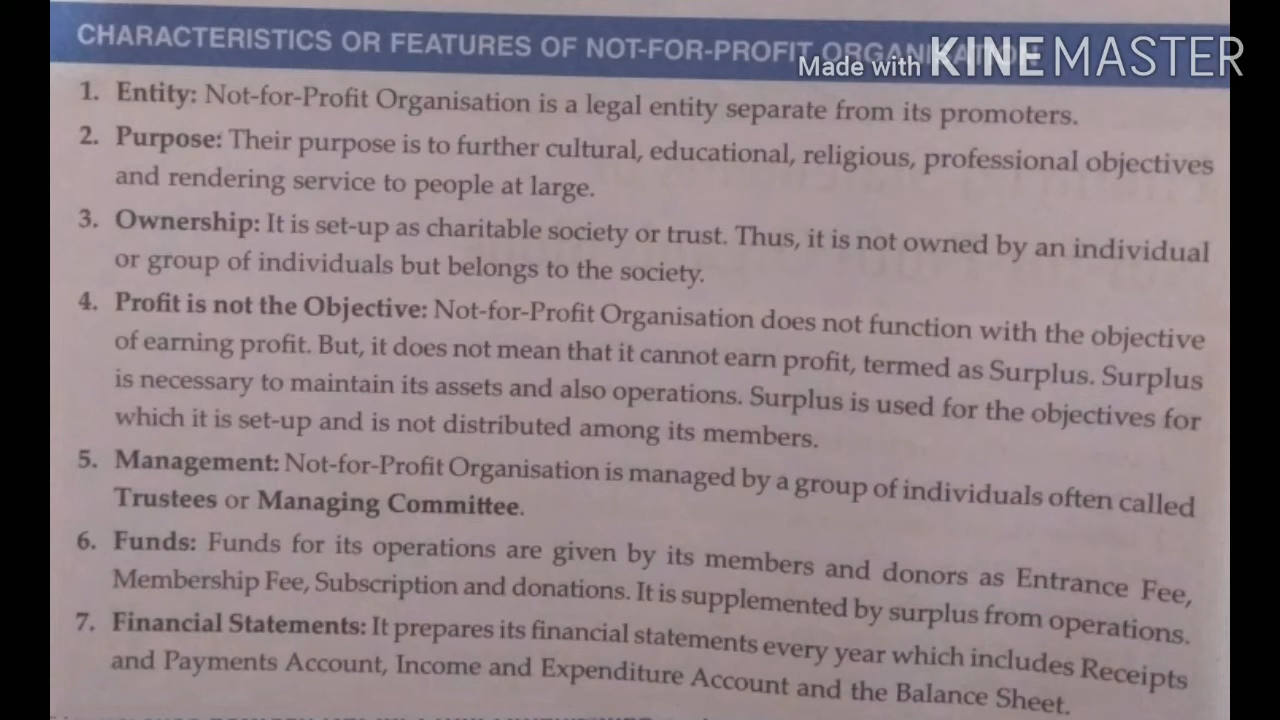 CHARACTERISTICS OR FEATURES OF NOT-FOR-PROFIT
Made with KINEMASTER
1. Entity: Not-for-Profit Organisation is a legal entity separate from its promoters.
2. Purpose: Their purpose is to further cultural, educational, religious, professional objectives
and rendering service to people at large.
3. Ownership: It is set-up as charitable society or trust. Thus, it is not owned by an individual
or group of individuals but belongs to the society.
4. Profit is not the Objective: Not-for-Profit Organisation does not function with the objective
of earning profit. But, it does not mean that it cannot earn profit, termed as Surplus. Surplus
is necessary to maintain its assets and also operations. Surplus is used for the objectives for
which it is set-up and is not distributed among its members.
5. Management: Not-for-Profit Organisation is managed by a group of individuals often called
Trustees or Managing Committee.
6. Funds: Funds for its operations are given by its members and donors as Entrance Fee,
Membership Fee, Subscription and donations. It is supplemented by surplus from operations.
7. Financial Statements: It prepares its financial statements every year which includes Receipts
and Payments Account, Income and Expenditure Account and the Balance Sheet.